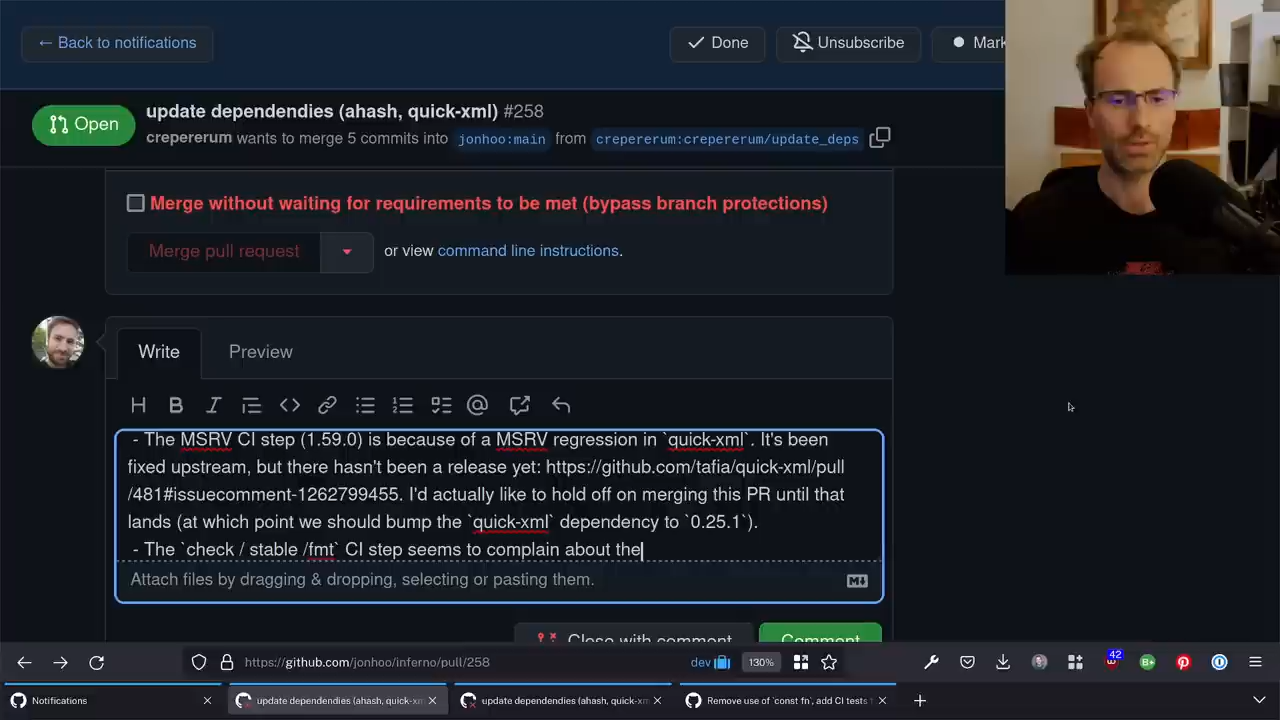 ← Back to notifications
Done
Unsubscribe
Mark
Open
update dependendies (ahash, quick-xml) #258
crepererum wants to merge 5 commits into jonhoo:main from crepererum:crepererum/update_deps
Merge without waiting for requirements to be met (bypass branch protections)
Merge pull request
or view command line instructions.
Write
Preview
- The MSRV CI step (1.59.0) is because of a MSRV regression in `quick-xml`. It's been
fixed upstream, but there hasn't been a release yet: https://github.com/tafia/quick-xml/pull
/481#issuecomment-1262799455. I'd actually like to hold off on merging this PR until that
lands (at which point we should bump the `quick-xml` dependency to `0.25.1`).
- The `check / stable /fmt` CI step seems to complain about the
Attach files by dragging & dropping, selecting or pasting them.
Close with comment
Comment
https://github.com/jonhoo/inferno/pull/258
dev
130%
42
Notifications
update dependendies (ahash, quick-xm
update dependendies (ahash, quick-xm
Remove use of `const fn`, add CI tests f